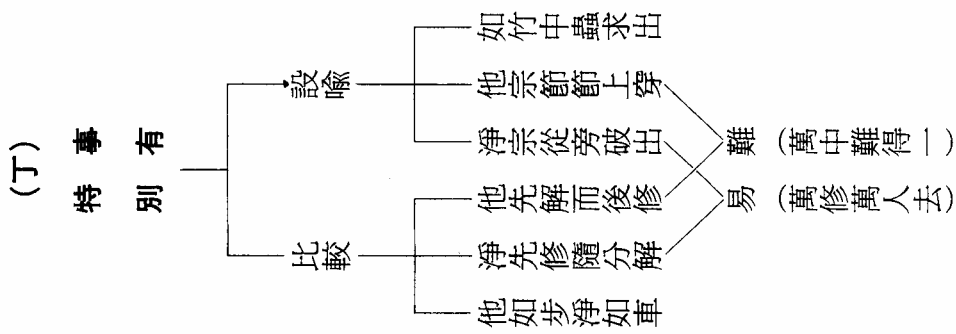 (丁)
事有
特別
設喻
比較
如竹中蟲求出
他宗節節上穿
淨宗從旁破出
他先解而後修
淨先修隨分解
他如步淨如車
難(萬中難得一)
易(萬修萬人去)